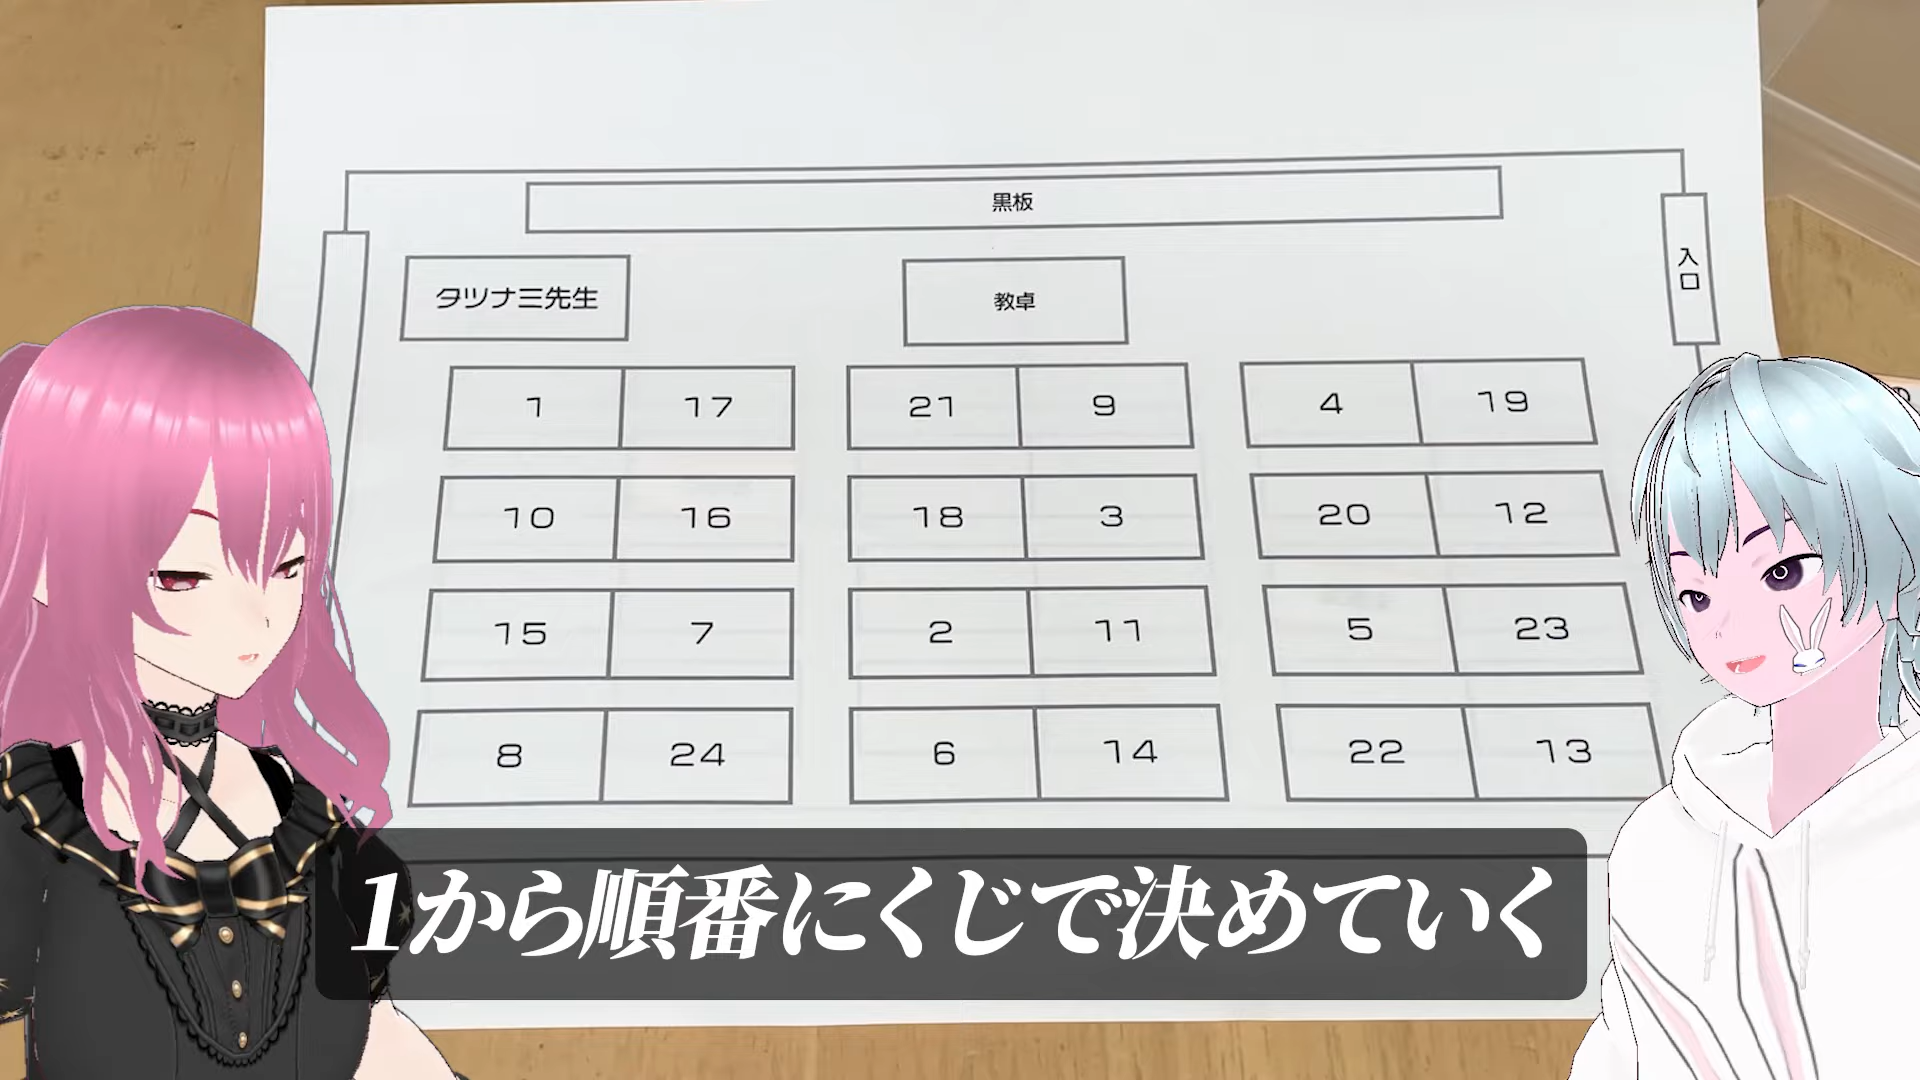 黒板
入口
タツナミ先生 教卓
1 17 21 9 4 19
10 16 18 3 20 12
15 7 2 11 5 23
8 24 6 14 22 13
1から順番にくじで決めていく